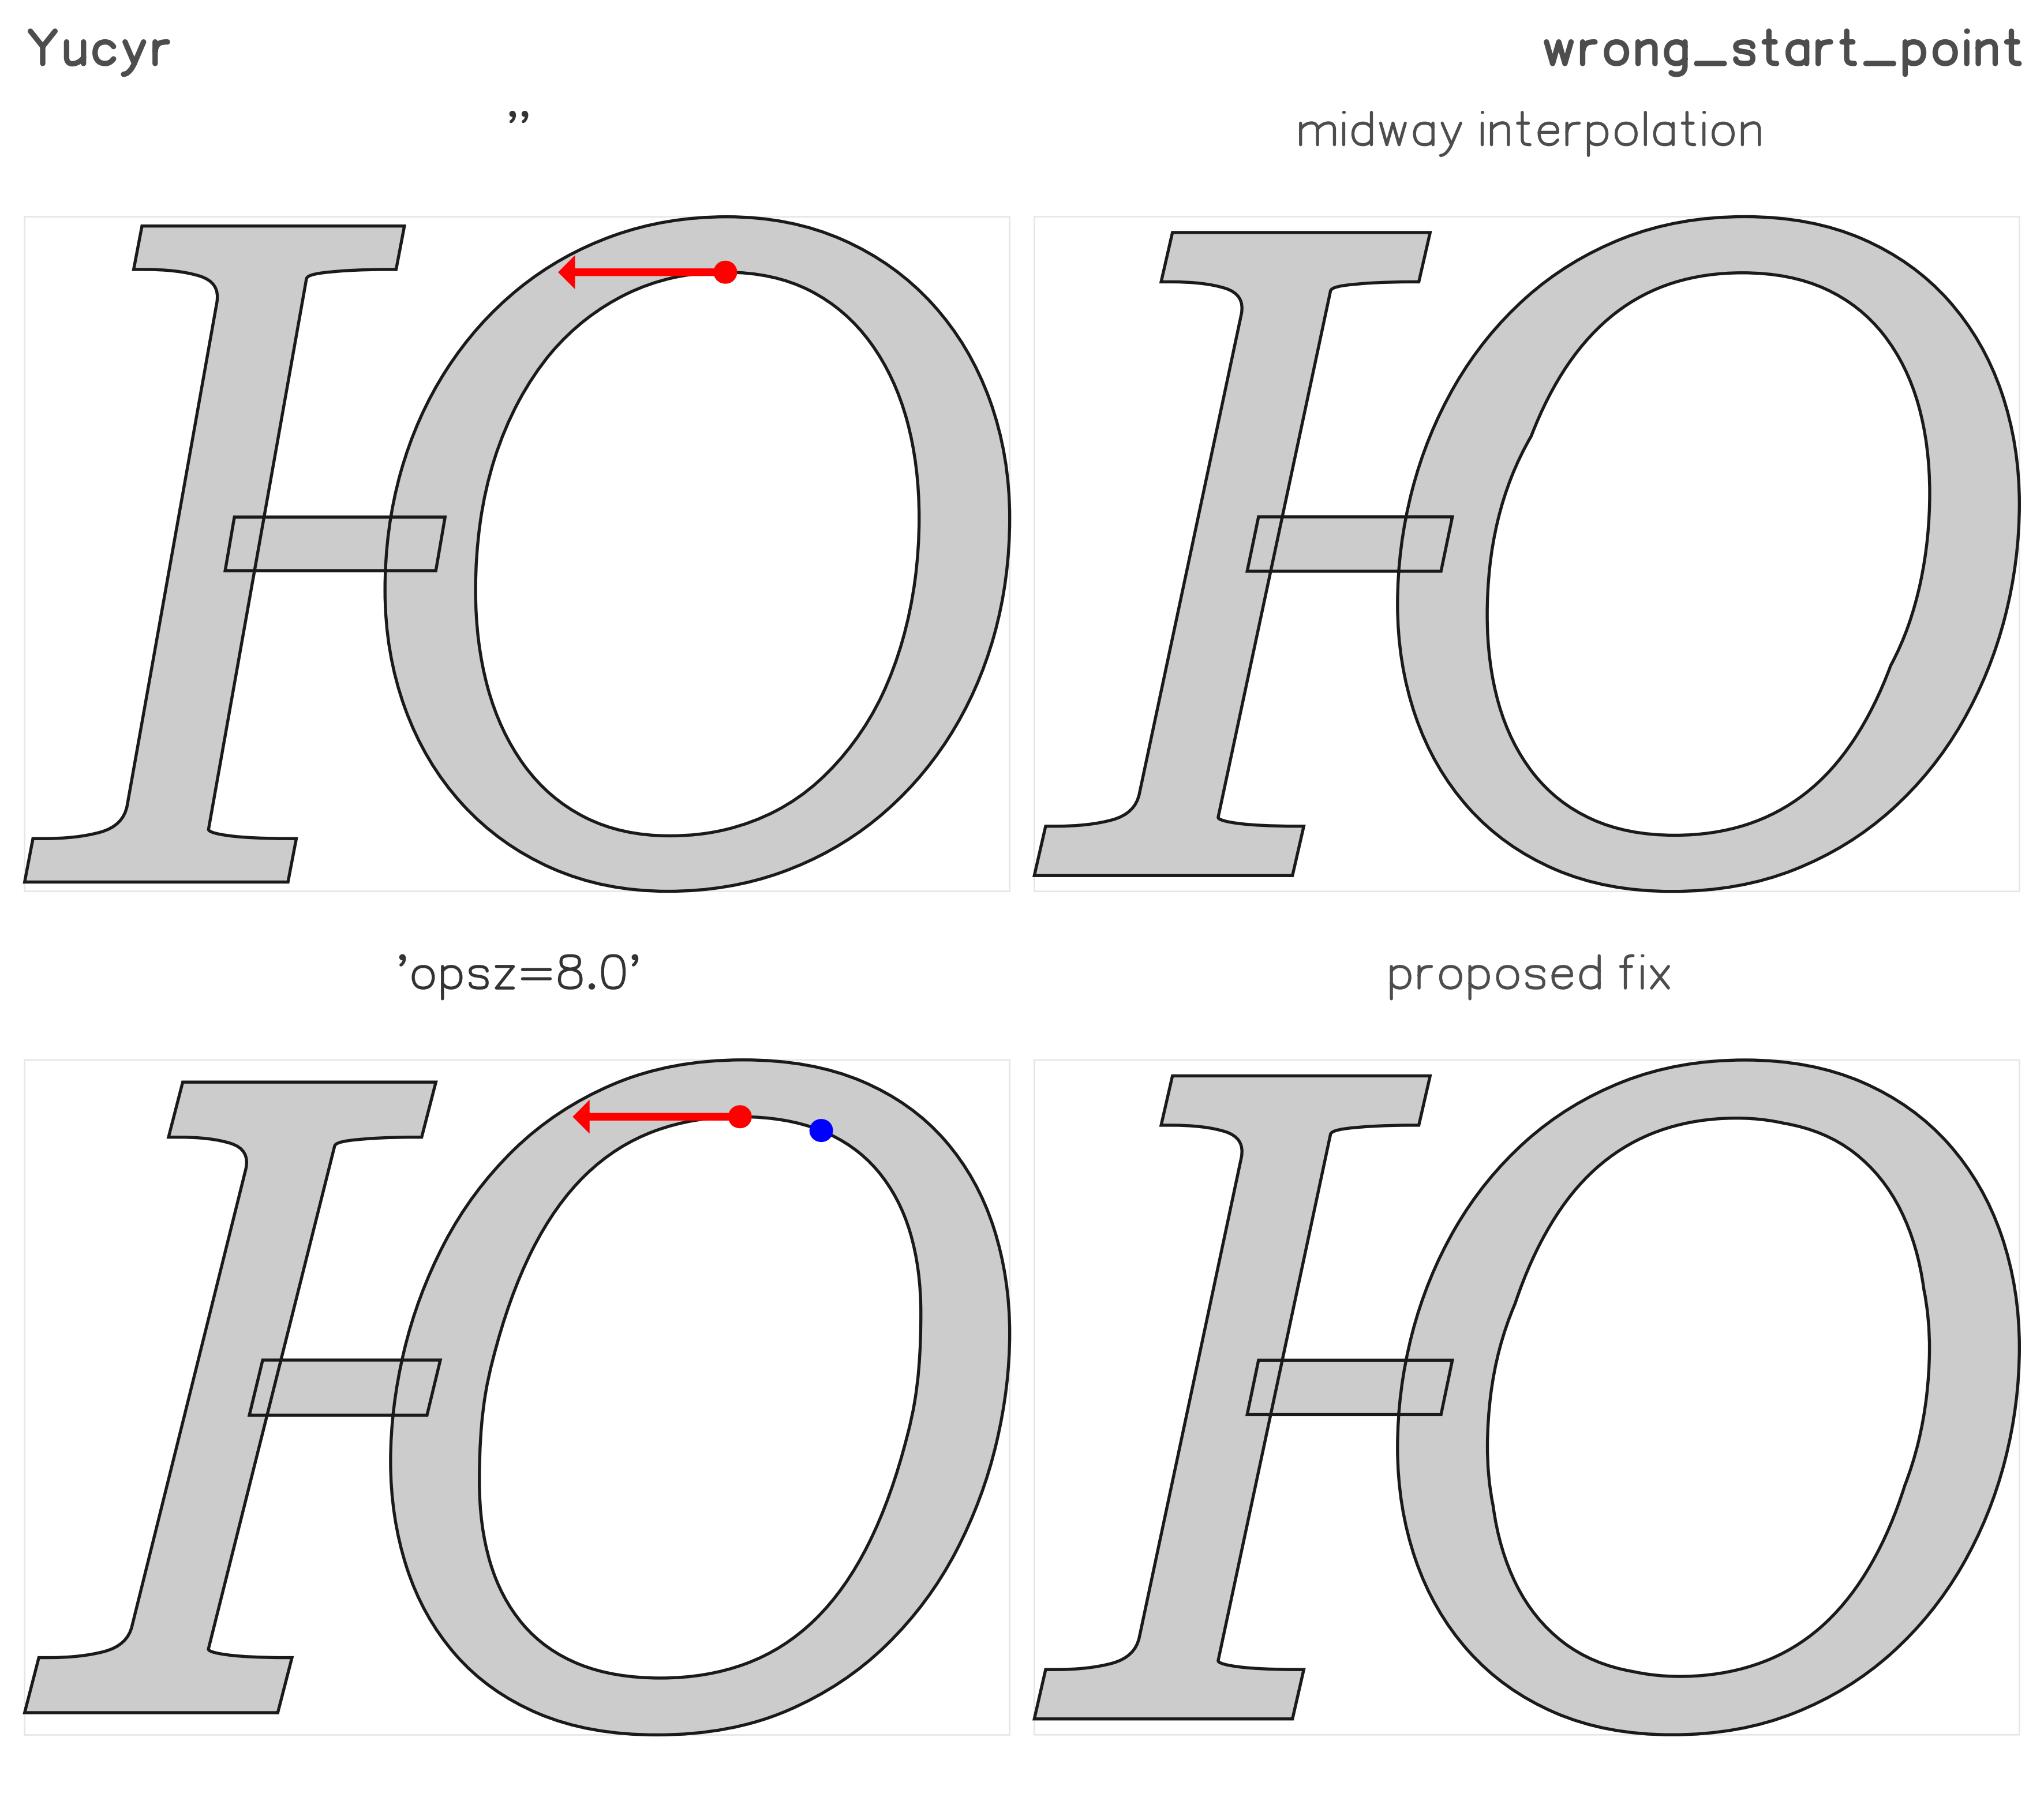 Yucyr wrong_start_point
’’ midway interpolation
’opsz=8.0’ proposed fix
Ю Ю
Ю Ю